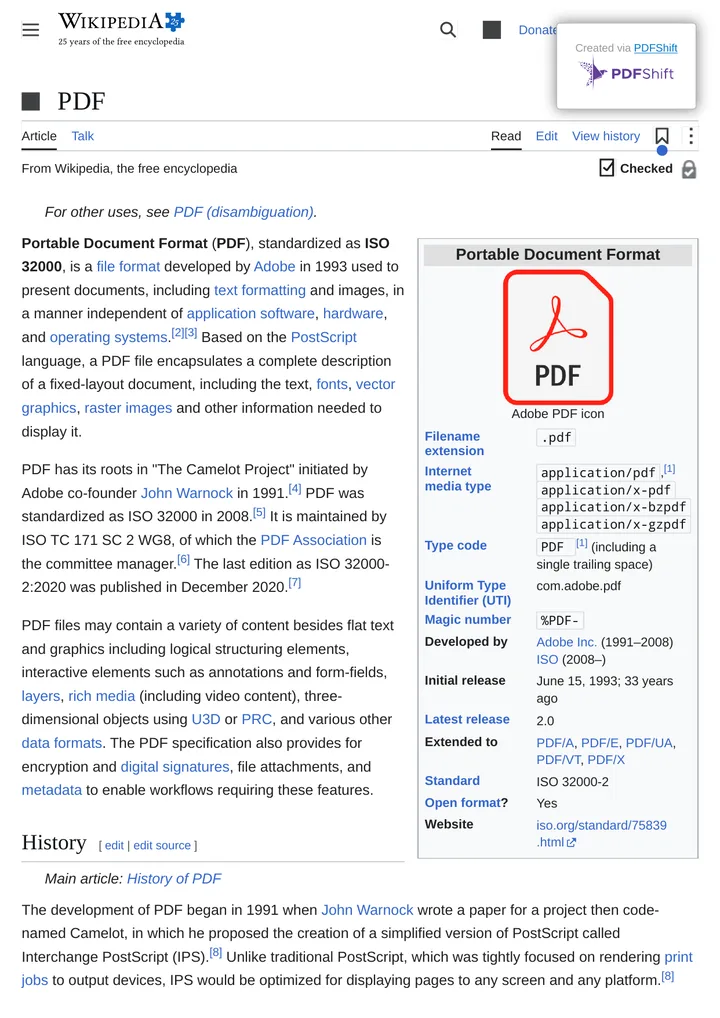 WIKIPEDIA 25
25 years of the free encyclopedia
Donate
Created via PDFShift
PDFShift
PDF
Article Talk
Read Edit View history
From Wikipedia, the free encyclopedia
Checked
For other uses, see PDF (disambiguation).
Portable Document Format (PDF), standardized as ISO
32000, is a file format developed by Adobe in 1993 used to
present documents, including text formatting and images, in
a manner independent of application software, hardware,
and operating systems.[2][3] Based on the PostScript
language, a PDF file encapsulates a complete description
of a fixed-layout document, including the text, fonts, vector
graphics, raster images and other information needed to
display it.
PDF has its roots in "The Camelot Project" initiated by
Adobe co-founder John Warnock in 1991.[4] PDF was
standardized as ISO 32000 in 2008.[5] It is maintained by
ISO TC 171 SC 2 WG8, of which the PDF Association is
the committee manager.[6] The last edition as ISO 32000-
2:2020 was published in December 2020.[7]
PDF files may contain a variety of content besides flat text
and graphics including logical structuring elements,
interactive elements such as annotations and form-fields,
layers, rich media (including video content), three-
dimensional objects using U3D or PRC, and various other
data formats. The PDF specification also provides for
encryption and digital signatures, file attachments, and
metadata to enable workflows requiring these features.
Portable Document Format
PDF
Adobe PDF icon
Filename extension .pdf
Internet media type application/pdf,[1]
application/x-pdf
application/x-bzpdf
application/x-gzpdf
Type code PDF [1] (including a
single trailing space)
Uniform Type Identifier (UTI) com.adobe.pdf
Magic number %PDF-
Developed by Adobe Inc. (1991–2008)
ISO (2008–)
Initial release June 15, 1993; 33 years
ago
Latest release 2.0
Extended to PDF/A, PDF/E, PDF/UA,
PDF/VT, PDF/X
Standard ISO 32000-2
Open format? Yes
Website iso.org/standard/75839
.html
History [ edit | edit source ]
Main article: History of PDF
The development of PDF began in 1991 when John Warnock wrote a paper for a project then code-
named Camelot, in which he proposed the creation of a simplified version of PostScript called
Interchange PostScript (IPS).[8] Unlike traditional PostScript, which was tightly focused on rendering print
jobs to output devices, IPS would be optimized for displaying pages to any screen and any platform.[8]